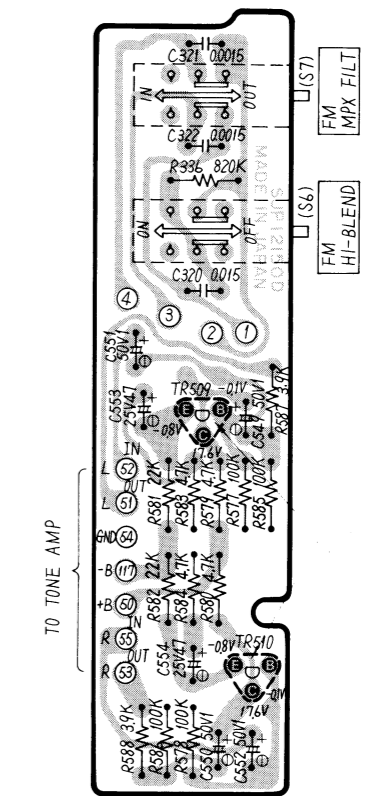 C321 0.0015
IN
OUT
(S7)
FM
MPX FILT
C322 0.0015
R336 820K
SUF12150D
MADE IN JAPAN
ON
OFF
(S6)
FM
HI-BLEND
C320 0.015
4
3
2
1
C551
50V1
C553
25V47
TR509 -0.1V
E
B
C
-0.8V
17.6V
50V1
R587 3.9K
TO TONE AMP
IN
L 52
OUT
L 51
GND 54
-B 117
+B 50
IN
R 55
OUT
R 53
R581 22K
R583 4.7K
R579 4.7K
R577 100K
R585 100K
R582 22K
R584 4.7K
R580 4.7K
C554
25V47
-0.8V TR510
E
B
C
-0.1V
17.6V
R588 3.9K
R586 100K
R578 100K
C550 50V1
C552 50V1